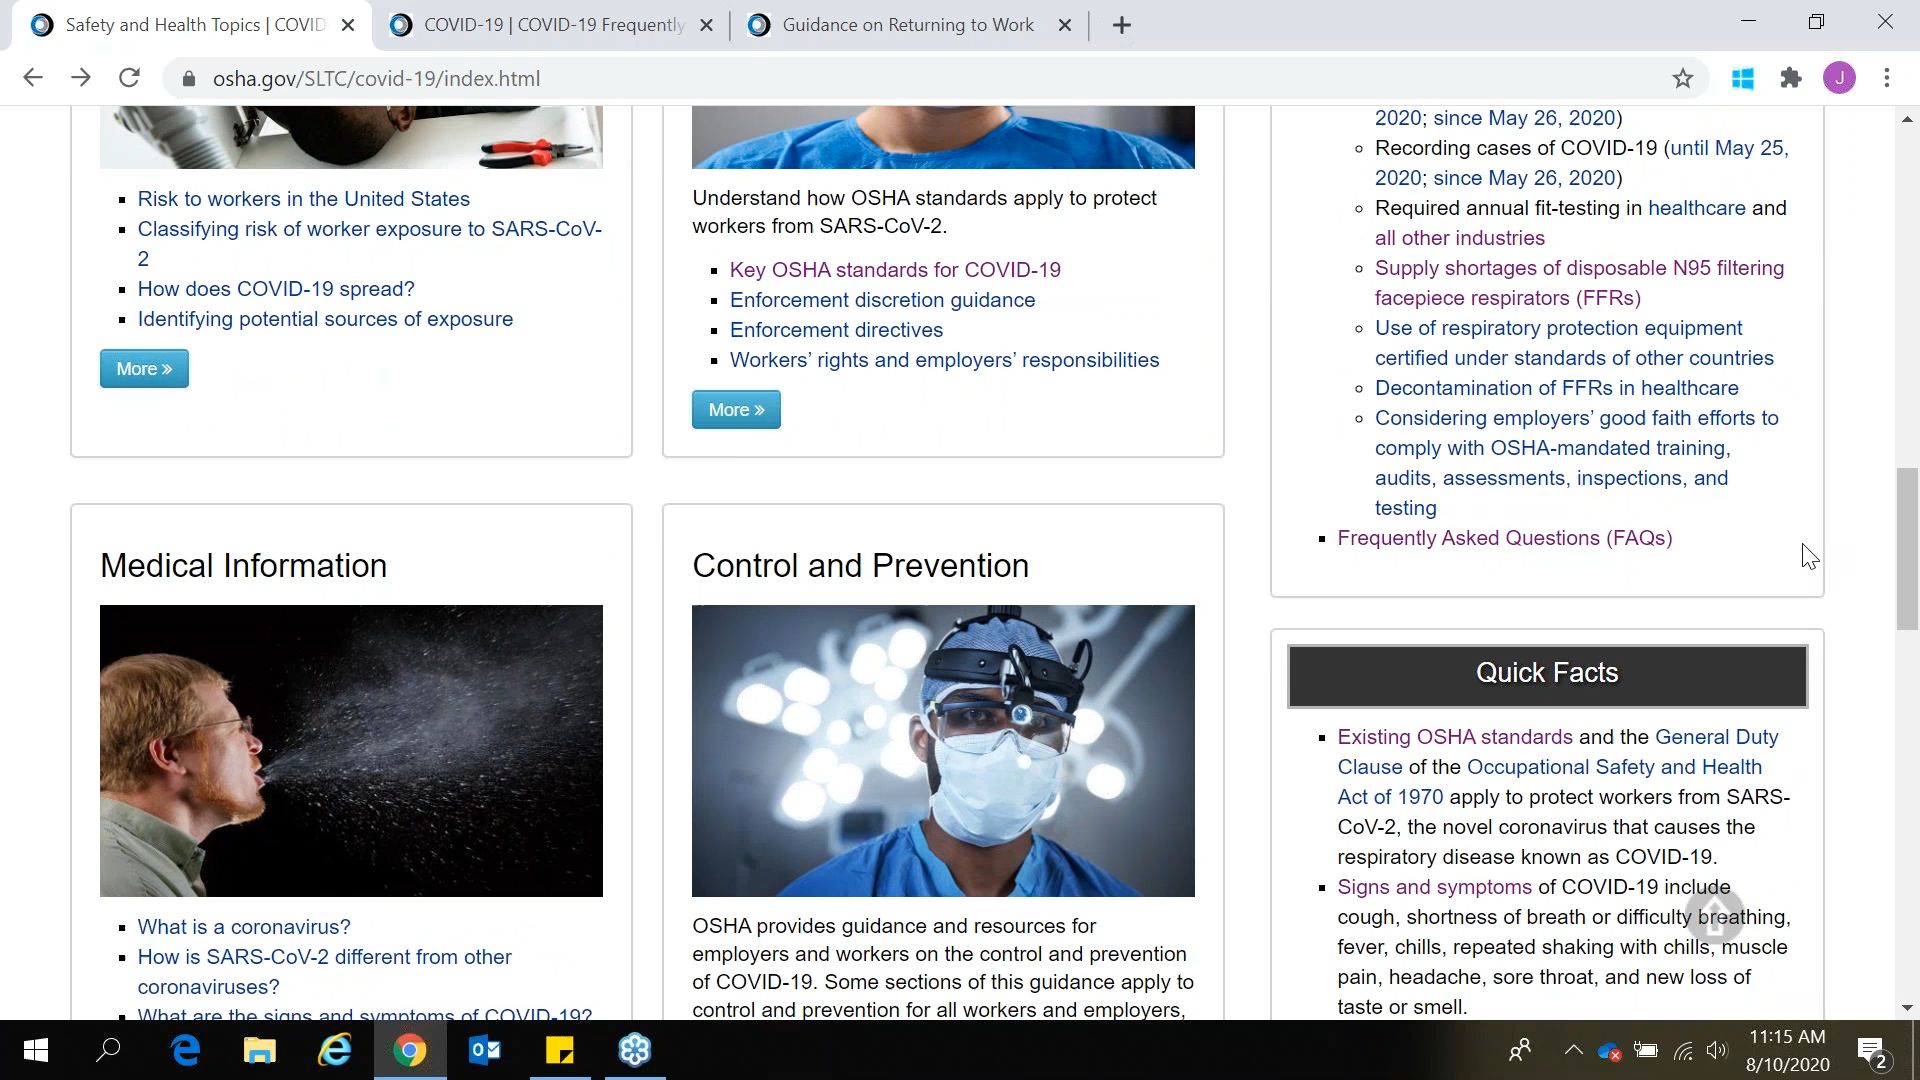 Safety and Health Topics | COVID
COVID-19 | COVID-19 Frequently
Guidance on Returning to Work
osha.gov/SLTC/covid-19/index.html
J
Risk to workers in the United States
Classifying risk of worker exposure to SARS-CoV-
2
How does COVID-19 spread?
Identifying potential sources of exposure
More »
Understand how OSHA standards apply to protect
workers from SARS-CoV-2.
Key OSHA standards for COVID-19
Enforcement discretion guidance
Enforcement directives
Workers’ rights and employers’ responsibilities
More »
2020; since May 26, 2020)
Recording cases of COVID-19 (until May 25,
2020; since May 26, 2020)
Required annual fit-testing in healthcare and
all other industries
Supply shortages of disposable N95 filtering
facepiece respirators (FFRs)
Use of respiratory protection equipment
certified under standards of other countries
Decontamination of FFRs in healthcare
Considering employers’ good faith efforts to
comply with OSHA-mandated training,
audits, assessments, inspections, and
testing
Frequently Asked Questions (FAQs)
Medical Information
What is a coronavirus?
How is SARS-CoV-2 different from other
coronaviruses?
What are the signs and symptoms of COVID-19?
Control and Prevention
OSHA provides guidance and resources for
employers and workers on the control and prevention
of COVID-19. Some sections of this guidance apply to
control and prevention for all workers and employers,
Quick Facts
Existing OSHA standards and the General Duty
Clause of the Occupational Safety and Health
Act of 1970 apply to protect workers from SARS-
CoV-2, the novel coronavirus that causes the
respiratory disease known as COVID-19.
Signs and symptoms of COVID-19 include
cough, shortness of breath or difficulty breathing,
fever, chills, repeated shaking with chills, muscle
pain, headache, sore throat, and new loss of
taste or smell.
11:15 AM
8/10/2020
2